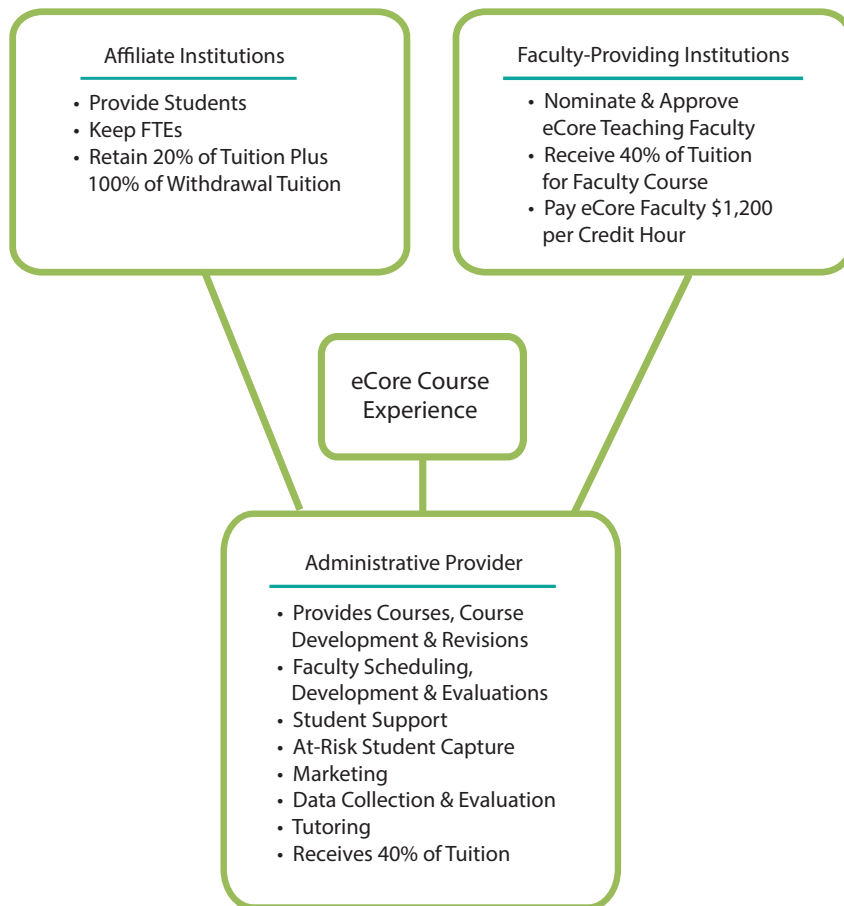 Affiliate Institutions
• Provide Students
• Keep FTEs
• Retain 20% of Tuition Plus
100% of Withdrawal Tuition
Faculty-Providing Institutions
• Nominate & Approve
eCore Teaching Faculty
• Receive 40% of Tuition
for Faculty Course
• Pay eCore Faculty $1,200
per Credit Hour
eCore Course
Experience
Administrative Provider
• Provides Courses, Course
Development & Revisions
• Faculty Scheduling,
Development & Evaluations
• Student Support
• At-Risk Student Capture
• Marketing
• Data Collection & Evaluation
• Tutoring
• Receives 40% of Tuition